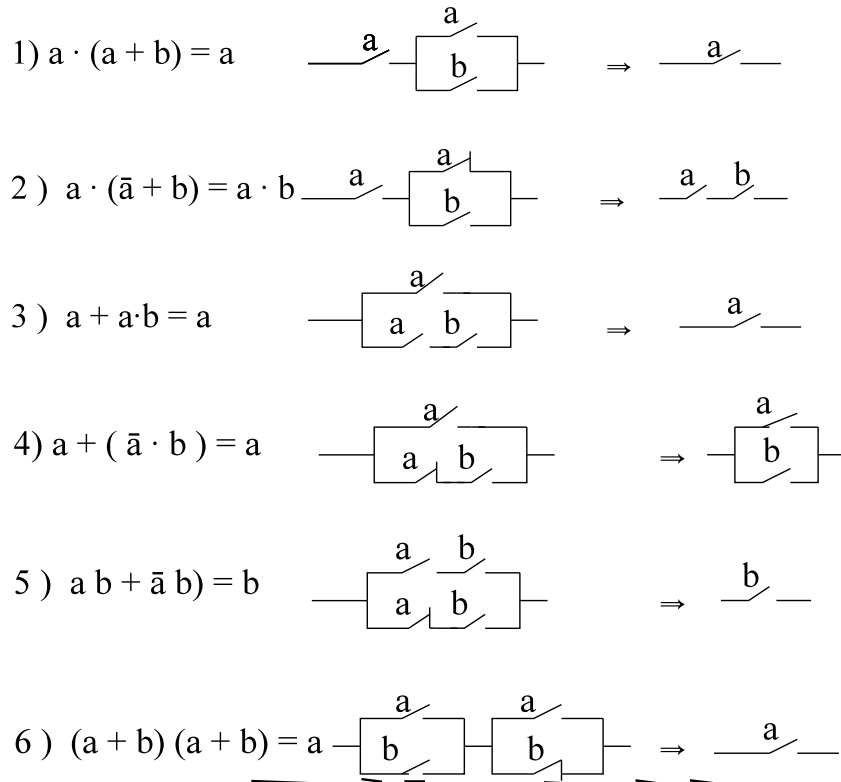 a
1) a · (a + b) = a a b ⇒ a
a
2 ) a · (ā + b) = a · b a b ⇒ a b
a
3 ) a + a·b = a a b ⇒ a
a a
4) a + ( ā · b ) = a a b ⇒ b
a b
5 ) a b + ā b) = b a b ⇒ b
a a
6 ) (a + b) (a + b) = a b b ⇒ a